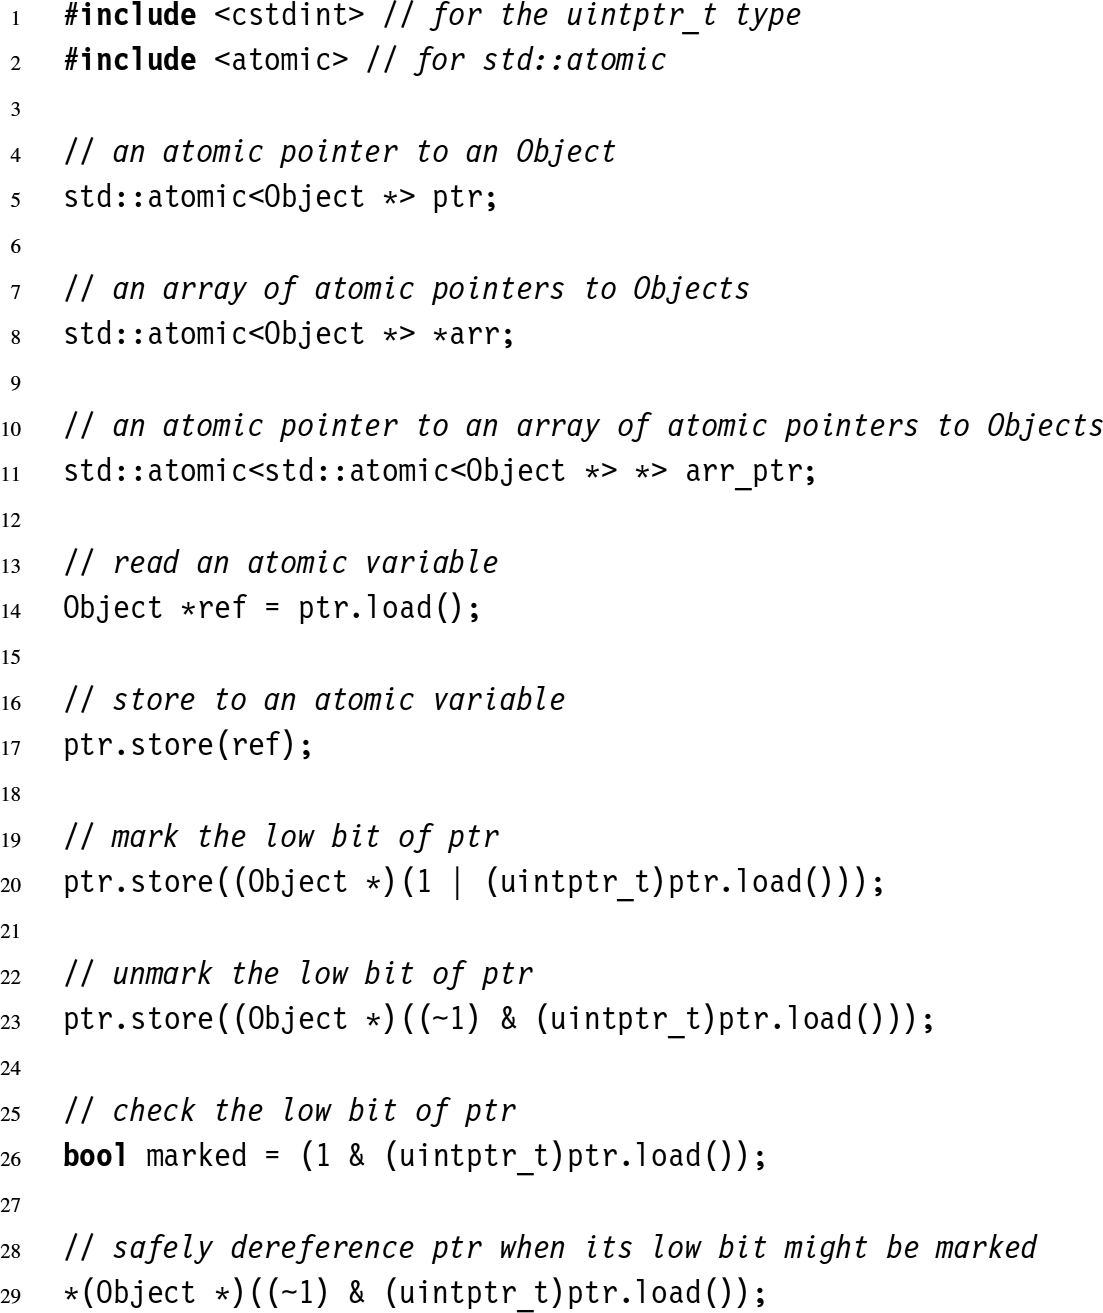 1 #include <cstdint> // for the uintptr_t type
2 #include <atomic> // for std::atomic
3
4 // an atomic pointer to an Object
5 std::atomic<Object *> ptr;
6
7 // an array of atomic pointers to Objects
8 std::atomic<Object *> *arr;
9
10 // an atomic pointer to an array of atomic pointers to Objects
11 std::atomic<std::atomic<Object *> *> arr_ptr;
12
13 // read an atomic variable
14 Object *ref = ptr.load();
15
16 // store to an atomic variable
17 ptr.store(ref);
18
19 // mark the low bit of ptr
20 ptr.store((Object *)(1 | (uintptr_t)ptr.load()));
21
22 // unmark the low bit of ptr
23 ptr.store((Object *)((~1) & (uintptr_t)ptr.load()));
24
25 // check the low bit of ptr
26 bool marked = (1 & (uintptr_t)ptr.load());
27
28 // safely dereference ptr when its low bit might be marked
29 *(Object *)((~1) & (uintptr_t)ptr.load());